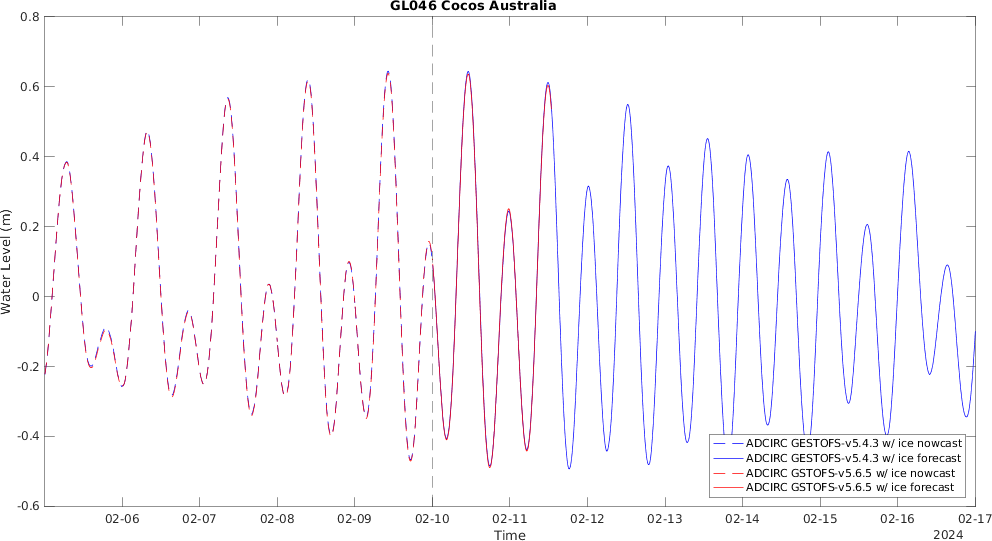 GL046 Cocos Australia
0.8
0.6
0.4
0.2
0
-0.2
-0.4
-0.6
Water Level (m)
ADCIRC GESTOFS-v5.4.3 w/ ice nowcast
ADCIRC GESTOFS-v5.4.3 w/ ice forecast
ADCIRC GSTOFS-v5.6.5 w/ ice nowcast
ADCIRC GSTOFS-v5.6.5 w/ ice forecast
02-06 02-07 02-08 02-09 02-10 02-11 02-12 02-13 02-14 02-15 02-16 02-17
Time
2024